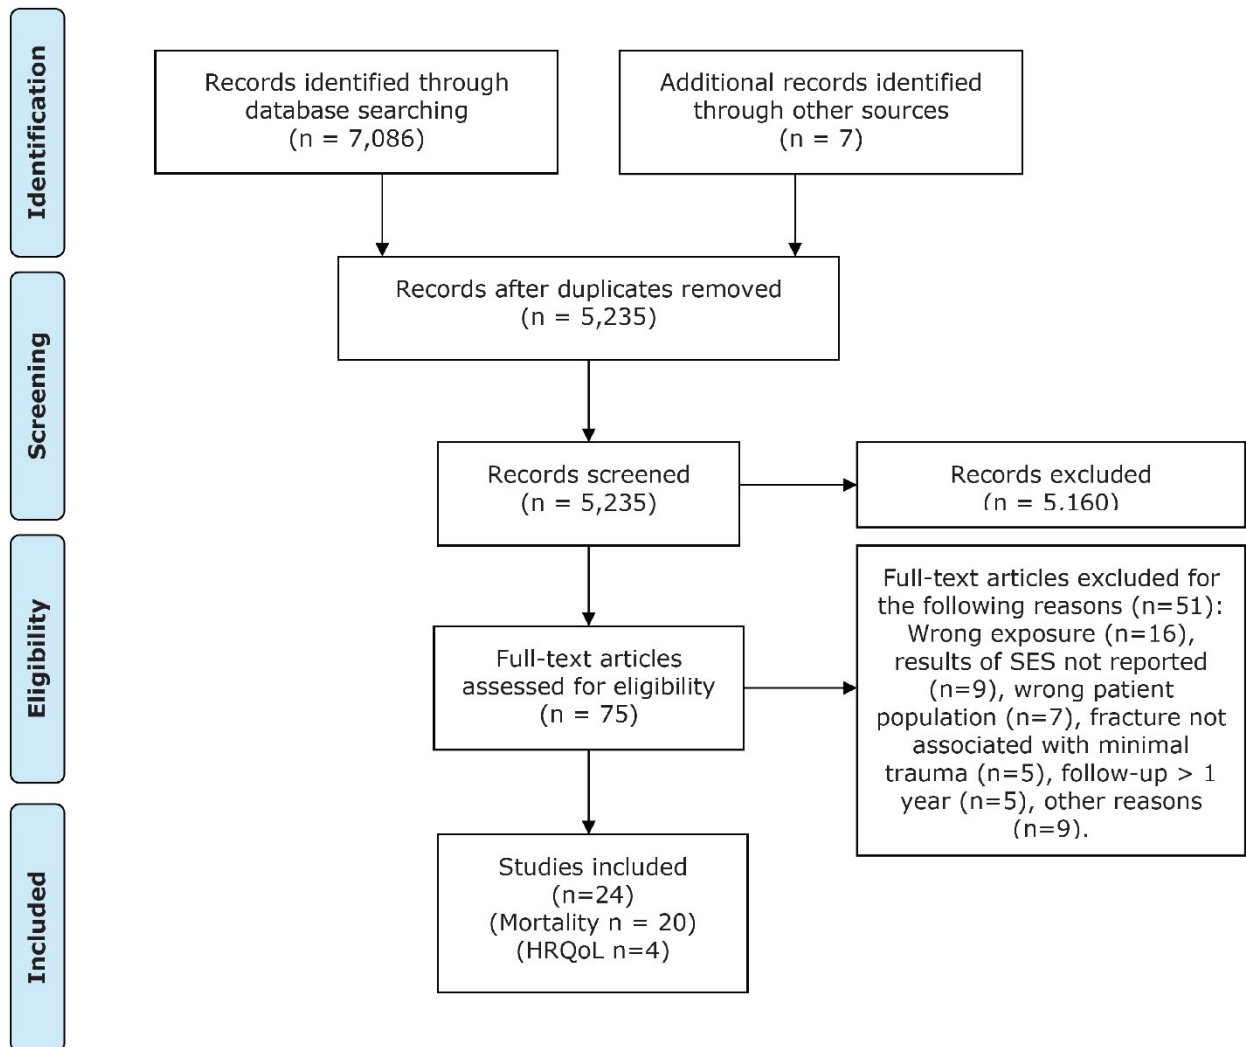 Identification
Records identified through
database searching
(n = 7,086)
Additional records identified
through other sources
(n = 7)
Records after duplicates removed
(n = 5,235)
Screening
Records screened
(n = 5,235)
Records excluded
(n = 5,160)
Eligibility
Full-text articles
assessed for eligibility
(n = 75)
Full-text articles excluded for
the following reasons (n=51):
Wrong exposure (n=16),
results of SES not reported
(n=9), wrong patient
population (n=7), fracture not
associated with minimal
trauma (n=5), follow-up > 1
year (n=5), other reasons
(n=9).
Included
Studies included
(n=24)
(Mortality n = 20)
(HRQoL n=4)